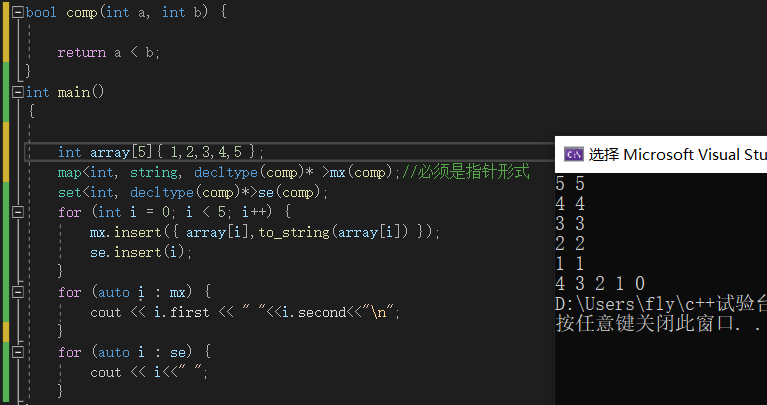 bool comp(int a, int b) {
return a < b;
}
int main()
{
int array[5]{ 1,2,3,4,5 };
map<int, string, decltype(comp)* >mx(comp);//必须是指针形式
set<int, decltype(comp)*>se(comp);
for (int i = 0; i < 5; i++) {
mx.insert({ array[i],to_string(array[i]) });
se.insert(i);
}
for (auto i : mx) {
cout << i.first << " "<<i.second<<"\n";
}
for (auto i : se) {
cout << i<<" ";
}
C:\ 选择 Microsoft Visual Stu
5 5
4 4
3 3
2 2
1 1
4 3 2 1 0
D:\Users\fly\c++试验台
按任意键关闭此窗口. .